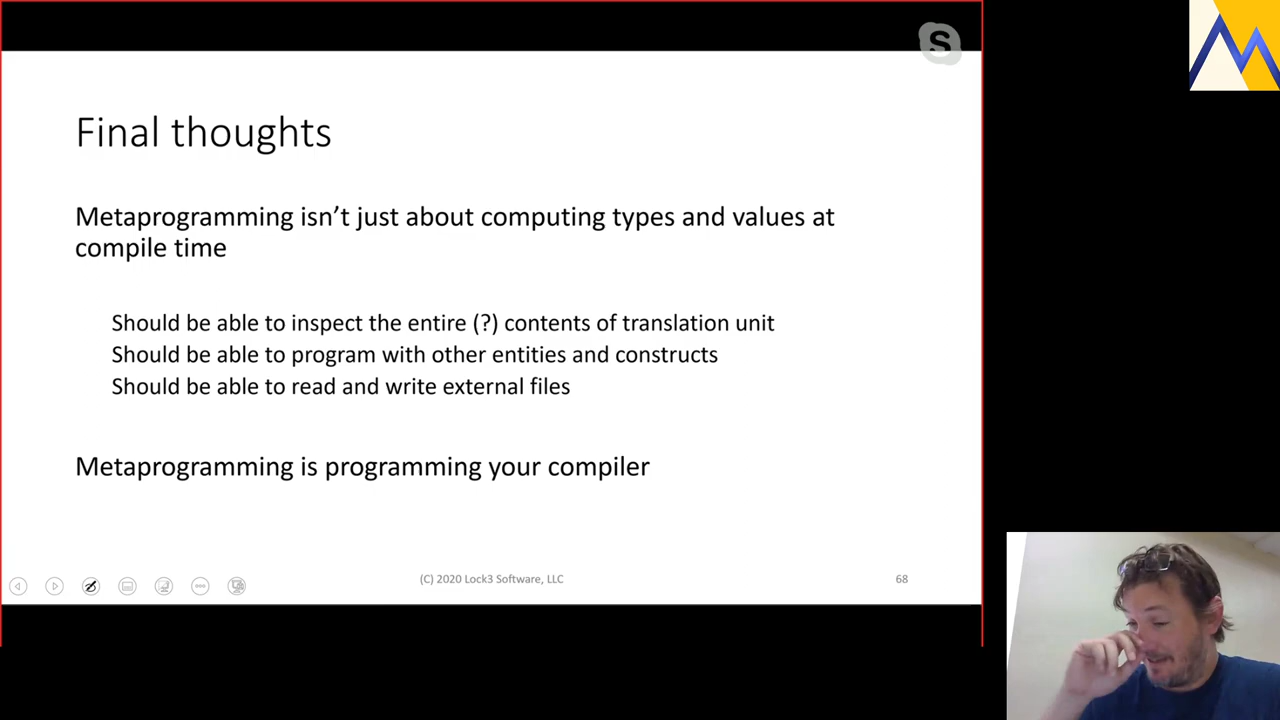 S
Final thoughts
Metaprogramming isn’t just about computing types and values at
compile time
Should be able to inspect the entire (?) contents of translation unit
Should be able to program with other entities and constructs
Should be able to read and write external files
Metaprogramming is programming your compiler
(C) 2020 Lock3 Software, LLC
68